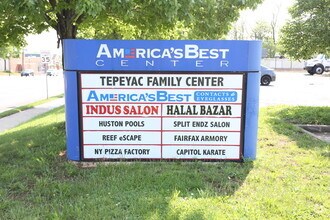 AMERICA'S BEST
CENTER
TEPEYAC FAMILY CENTER
AMERICA'S BEST CONTACTS & EYEGLASSES
INDUS SALON HALAL BAZAR
HUSTON POOLS SPLIT ENDZ SALON
REEF eSCAPE FAIRFAX ARMORY
NY PIZZA FACTORY CAPITOL KARATE